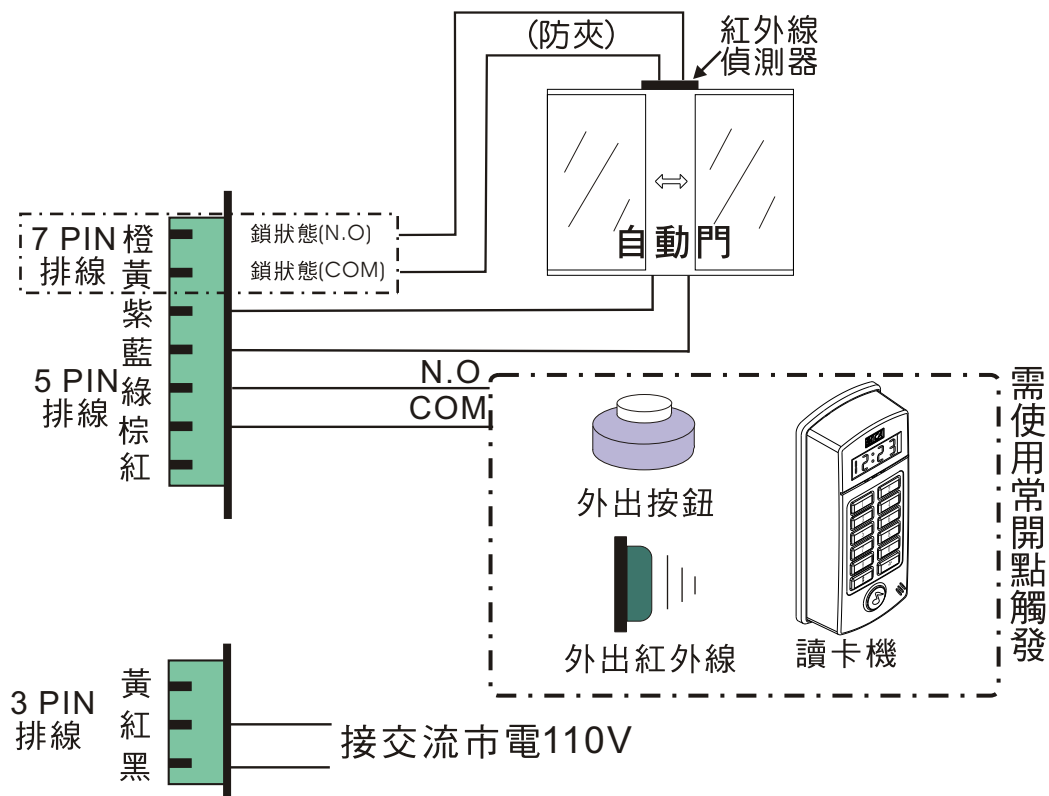 (防夾)
紅外線
偵測器
自動門
7 PIN
排線
橙
黃
紫
藍
綠
棕
紅
鎖狀態(N.O)
鎖狀態(COM)
5 PIN
排線
N.O
COM
12:23
外出按鈕
外出紅外線
讀卡機
需使用常開點觸發
3 PIN
排線
黃
紅
黑
接交流市電110V